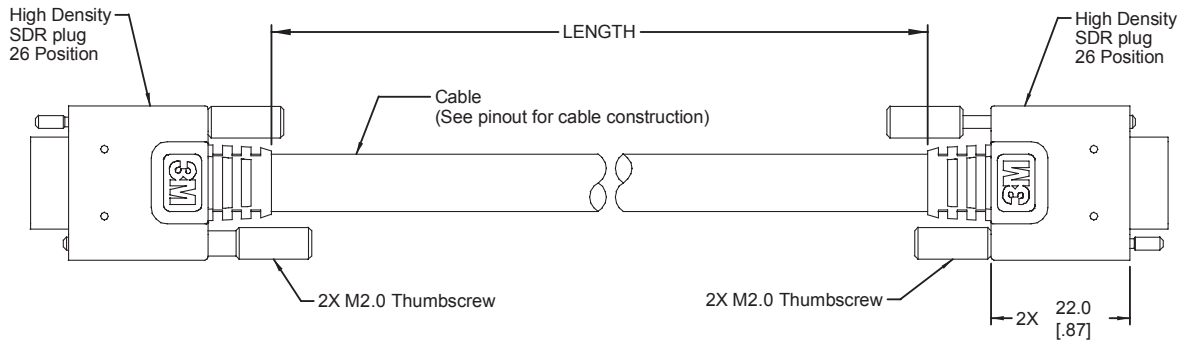 High Density
SDR plug
26 Position
LENGTH
High Density
SDR plug
26 Position
Cable
(See pinout for cable construction)
3M
3M
2X M2.0 Thumbscrew
2X M2.0 Thumbscrew
2X 22.0
[.87]